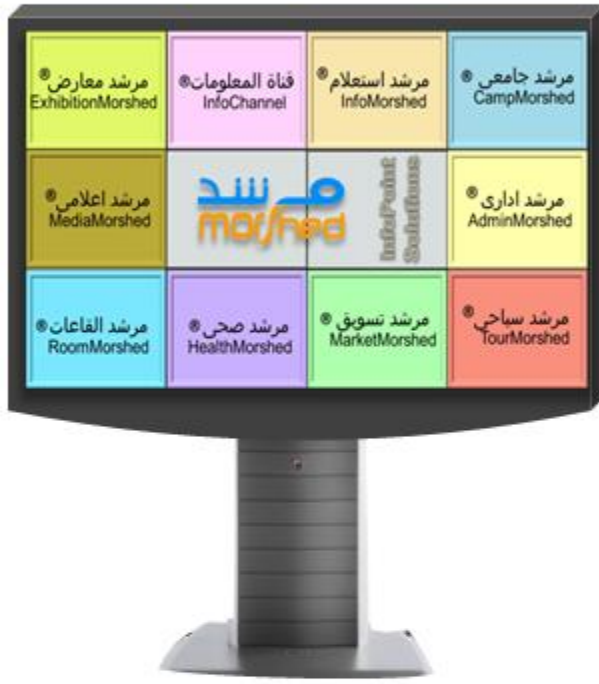 مرشد معارض®
ExhibitionMorshed
قناة المعلومات®
InfoChannel
مرشد استعلام®
InfoMorshed
مرشد جامعى ®
CampMorshed
مرشد اعلامى®
MediaMorshed
مرشد
morshed
InfoPoint
Solutions
مرشد ادارى®
AdminMorshed
مرشد القاعات®
RoomMorshed
مرشد صحى®
HealthMorshed
مرشد تسويق ®
MarketMorshed
مرشد سياحي®
TourMorshed